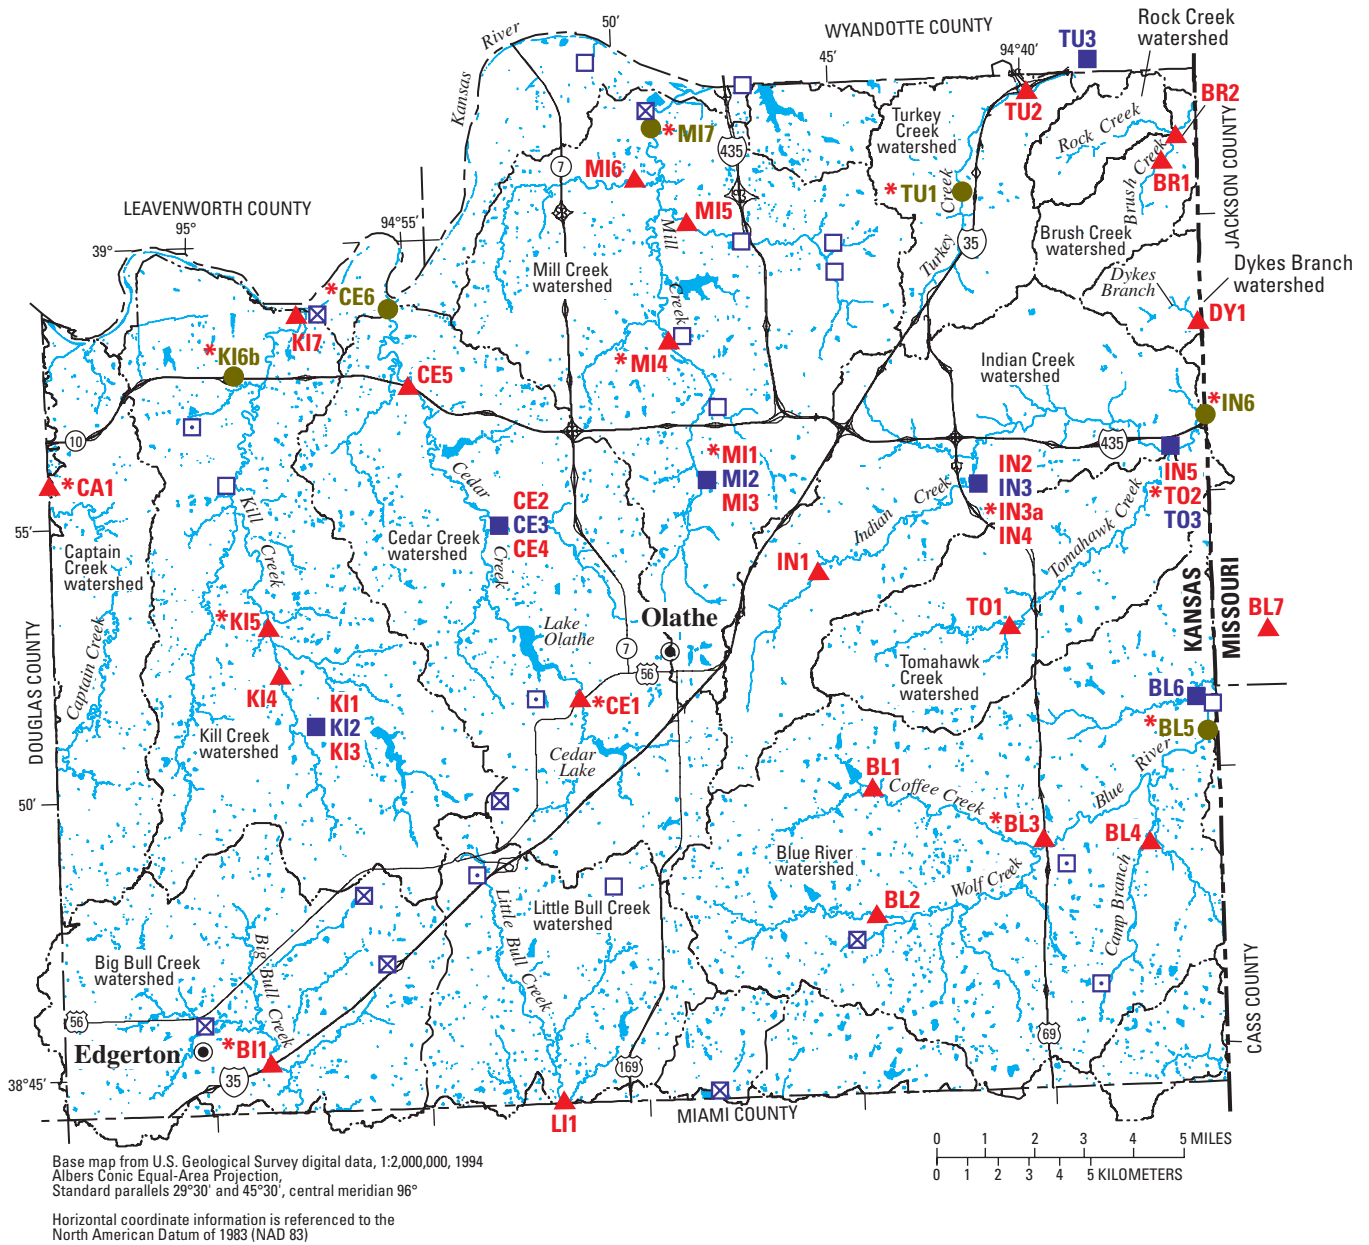 Rock Creek
watershed
WYANDOTTE COUNTY
River
50'
45'
94°40'
TU3
TU2
BR2
Kansas
Turkey
Creek
watershed
Rock Creek
*MI7
435
7
MI6
*TU1
Creek
Brush Creek
BR1
JACKSON COUNTY
LEAVENWORTH COUNTY
MI5
95°
94°55'
39°
Mill
Creek
35
Turkey
Brush Creek
watershed
Mill Creek
watershed
Dykes
Branch
Dykes Branch
watershed
*CE6
DY1
KI7
*KI6b
*MI4
CE5
Indian Creek
watershed
*IN6
10
435
*CA1
Cedar
Creek
*MI1
MI2
MI3
IN2
IN3
*IN3a
IN4
IN5
*TO2
TO3
Kill
Creek
CE2
CE3
CE4
Indian
Creek
Tomahawk Creek
55'
Captain
Creek
watershed
Cedar Creek
watershed
IN1
KANSAS
MISSOURI
Olathe
TO1
BL7
*KI5
Lake
Olathe
7
56
Captain Creek
DOUGLAS COUNTY
Tomahawk
Creek
watershed
KI4
KI1
KI2
KI3
*CE1
BL6
*BL5
Kill Creek
watershed
Cedar
Lake
BL1
Coffee Creek
Blue
River
50'
*BL3
BL4
Blue River
watershed
Wolf Creek
BL2
Camp Branch
Little Bull Creek
watershed
Little Bull Creek
Big Bull Creek
Big Bull Creek
watershed
56
Edgerton
*BI1
38°45'
35
169
69
CASS COUNTY
LI1
MIAMI COUNTY
0 1 2 3 4 5 MILES
0 1 2 3 4 5 KILOMETERS
Base map from U.S. Geological Survey digital data, 1:2,000,000, 1994
Albers Conic Equal-Area Projection,
Standard parallels 29°30' and 45°30', central meridian 96°
Horizontal coordinate information is referenced to the
North American Datum of 1983 (NAD 83)